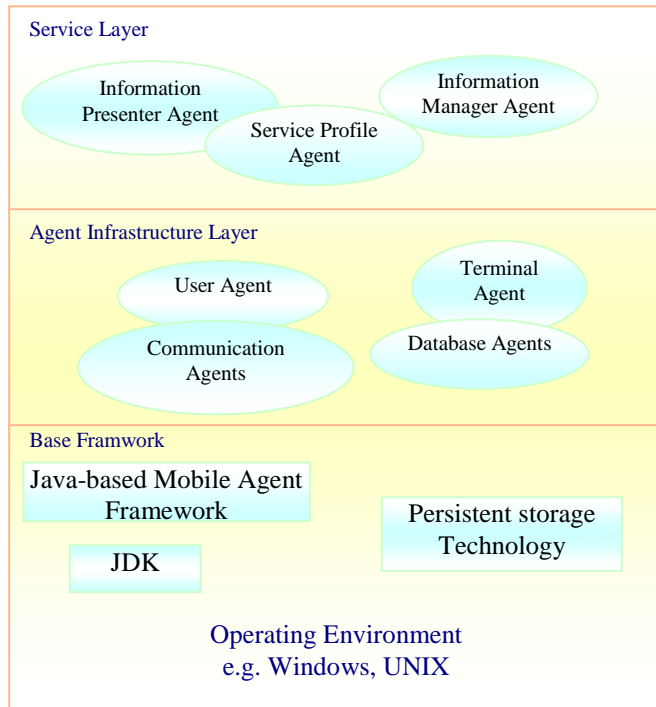 Service Layer
Information
Presenter Agent
Information
Manager Agent
Service Profile
Agent
Agent Infrastructure Layer
User Agent
Terminal
Agent
Communication
Agents
Database Agents
Base Framwork
Java-based Mobile Agent
Framework
Persistent storage
Technology
JDK
Operating Environment
e.g. Windows, UNIX